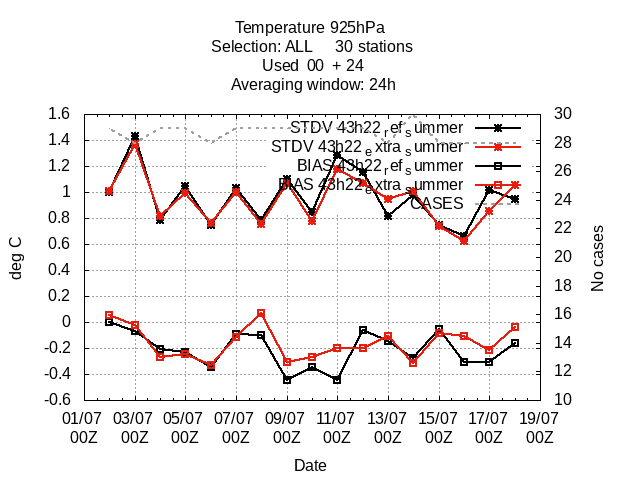 Temperature 925hPa
Selection: ALL 30 stations
Used 00 + 24
Averaging window: 24h
STDV 43h22refsummer
STDV 43h22extrasummer
BIAS 43h22refsummer
BIAS 43h22extrasummer
CASES
1.6
1.4
1.2
1
0.8
0.6
0.4
0.2
0
-0.2
-0.4
-0.6
deg C
30
28
26
24
22
20
18
16
14
12
10
No cases
01/07 03/07 05/07 07/07 09/07 11/07 13/07 15/07 17/07 19/07
00Z 00Z 00Z 00Z 00Z 00Z 00Z 00Z 00Z 00Z
Date